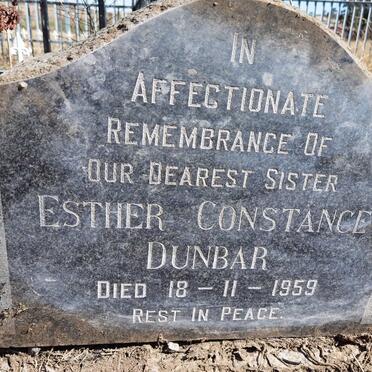 IN
AFFECTIONATE
REMEMBRANCE OF
OUR DEAREST SISTER
ESTHER CONSTANCE
DUNBAR
DIED 18-11-1959
REST IN PEACE.